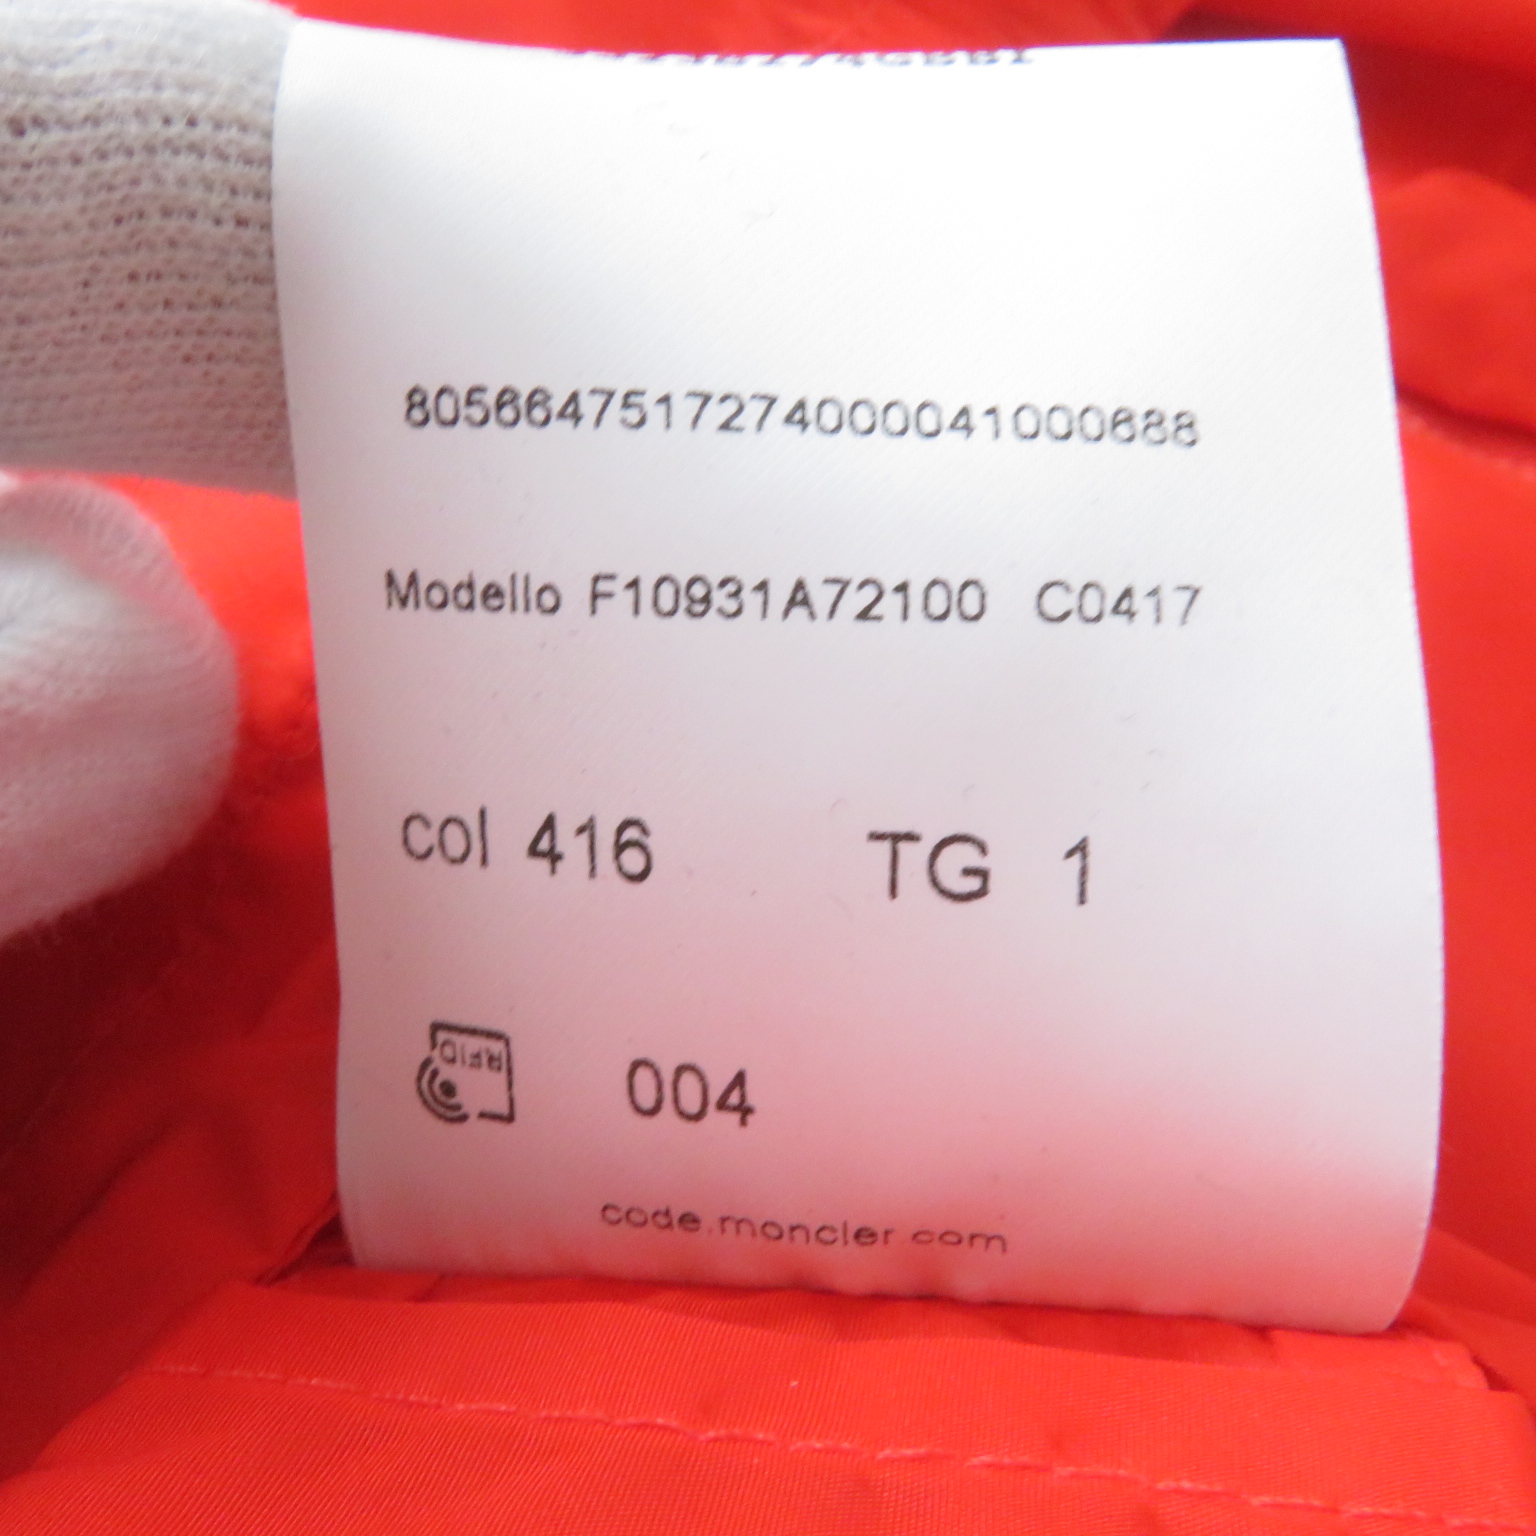 8056647517274000041000688
Modello F10931A72100 C0417
col 416 TG 1
RFID
004
code.moncler.com